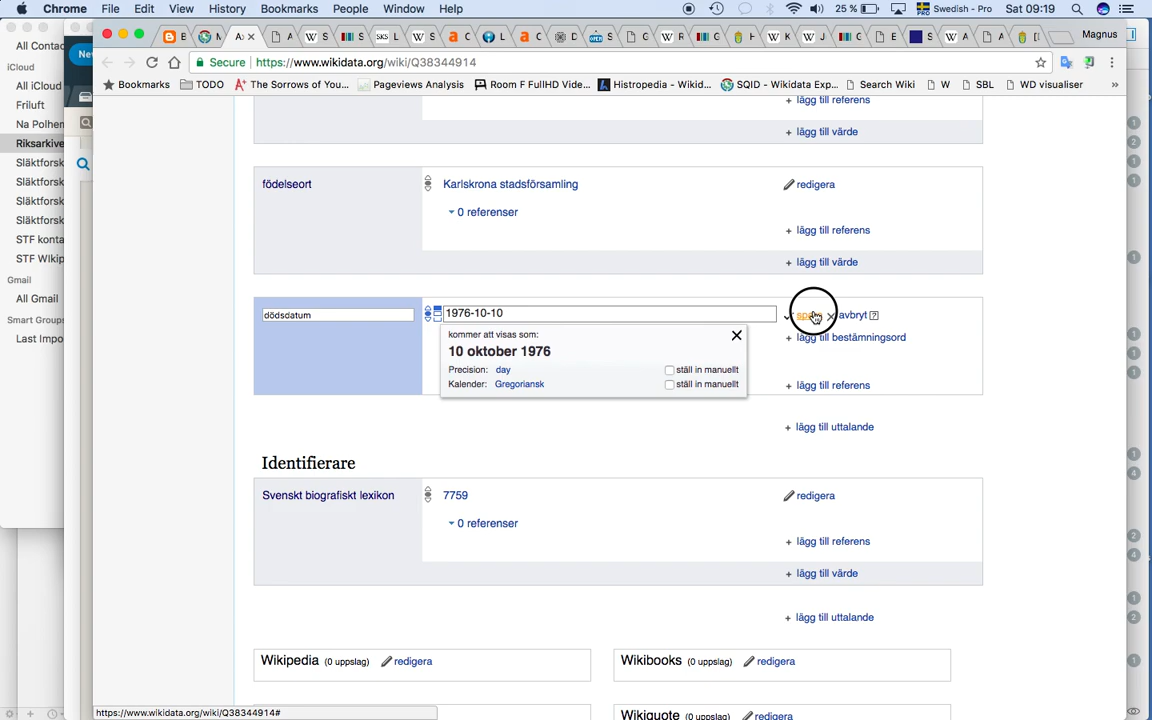 Chrome File Edit View History Bookmarks People Window Help 25 % Swedish - Pro Sat 09:19
Magnus
Secure https://www.wikidata.org/wiki/Q38344914
Bookmarks TODO The Sorrows of You... Pageviews Analysis Room F FullHD Vide... Histropedia - Wikid... SQID - Wikidata Exp... Search Wiki W SBL WD visualiser »
All Contac
iCloud
All iCloud
Friluft
Na Polhem
Riksarkive
Släktforsk
Släktforsk
Släktforsk
Släktforsk
STF konta
STF WIkip
Gmail
All Gmail
Smart Groups
Last Impo
Ne
+ lägg till referens
+ lägg till värde
födelseort
Karlskrona stadsförsamling
redigera
0 referenser
+ lägg till referens
+ lägg till värde
dödsdatum
1976-10-10
avbryt [?]
kommer att visas som:
10 oktober 1976
Precision: day ställ in manuellt
Kalender: Gregoriansk ställ in manuellt
+ lägg till bestämningsord
+ lägg till referens
+ lägg till uttalande
Identifierare
Svenskt biografiskt lexikon
7759
redigera
0 referenser
+ lägg till referens
+ lägg till värde
+ lägg till uttalande
Wikipedia (0 uppslag) redigera
Wikibooks (0 uppslag) redigera
Wikiquote (0 uppslag) redigera
https://www.wikidata.org/wiki/Q38344914#